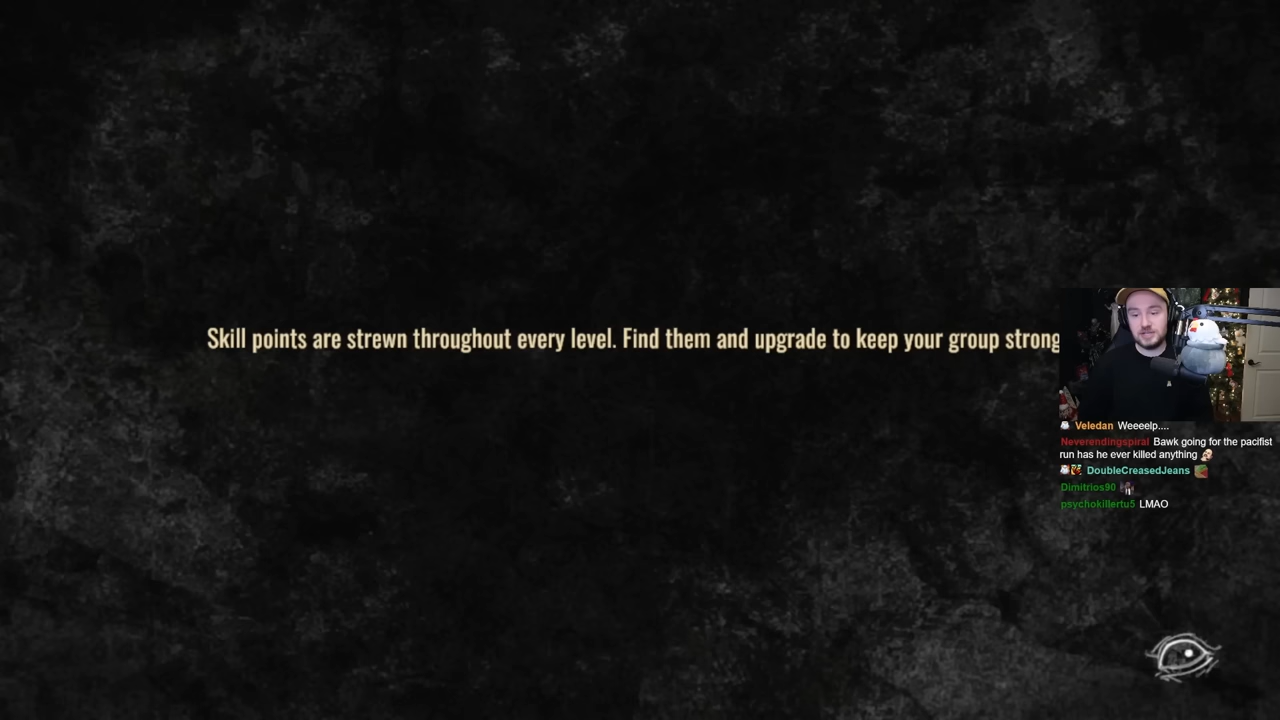 Skill points are strewn throughout every level. Find them and upgrade to keep your group strong
Veledan Weeeelp....
Neverendingspiral Bawk going for the pacifist
run has he ever killed anything
DoubleCreasedJeans
Dimitrios90
psychokillertu5 LMAO